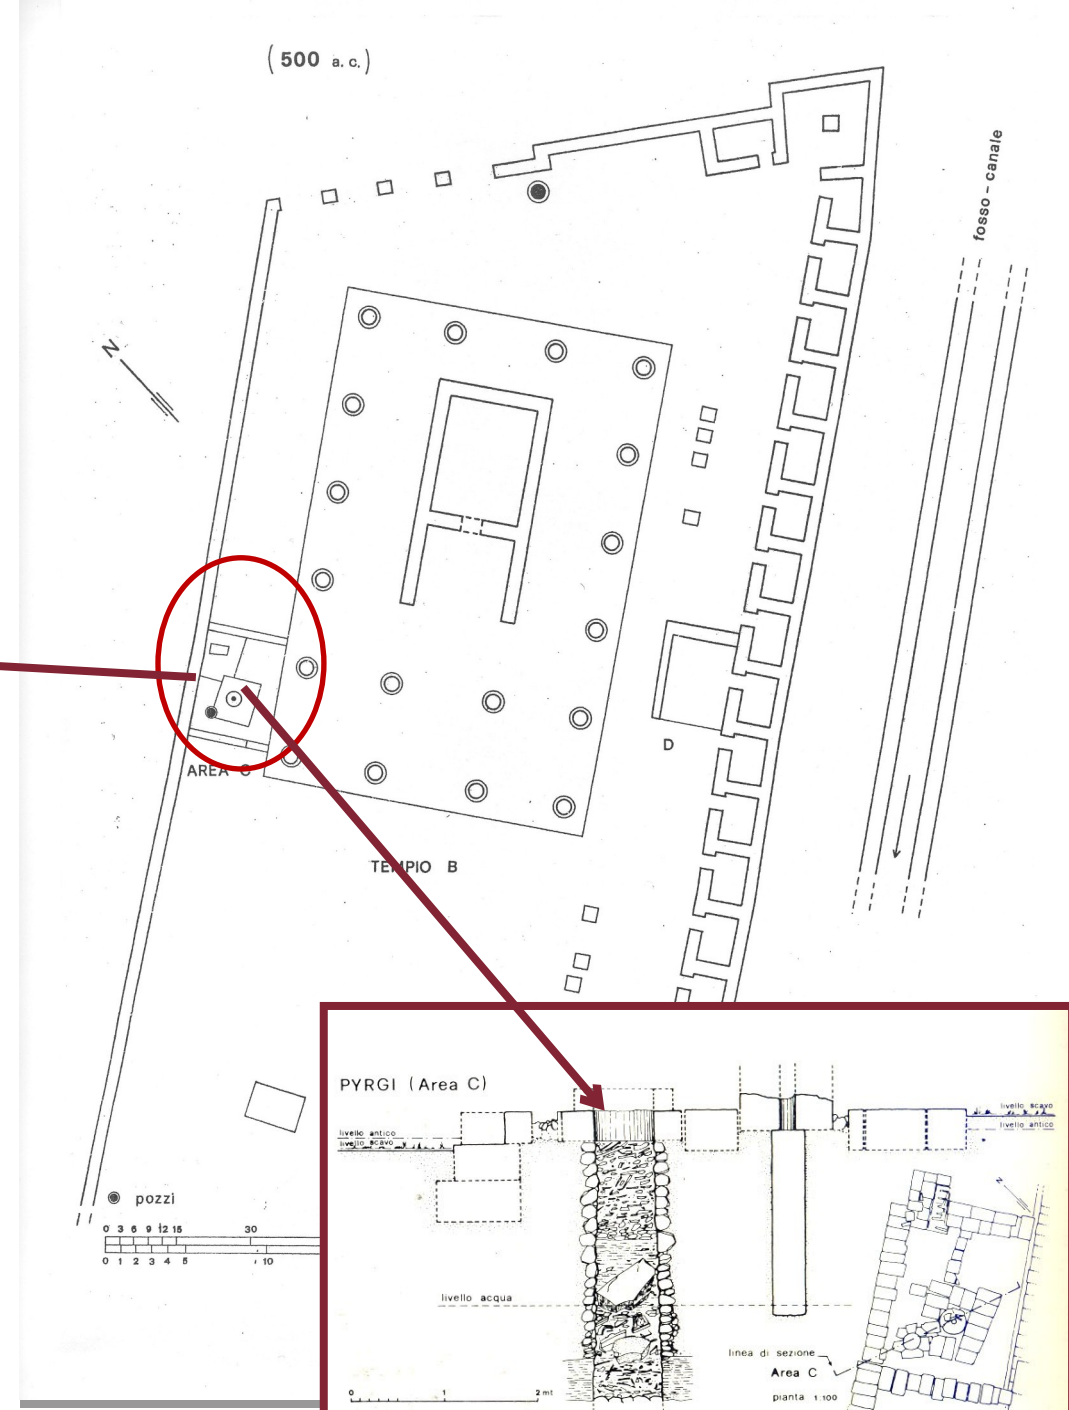 (500 a.c.)
fosso-canale
N
AREA C
D
TEMPIO B
pozzi
0 3 6 9 12 15 30
0 1 2 3 4 5 10
PYRGI (Area C)
livello antico
livello scavo
livello scavo
livello antico
N
livello acqua
linea di sezione
Area C
pianta 1:100
0 1 2 mt